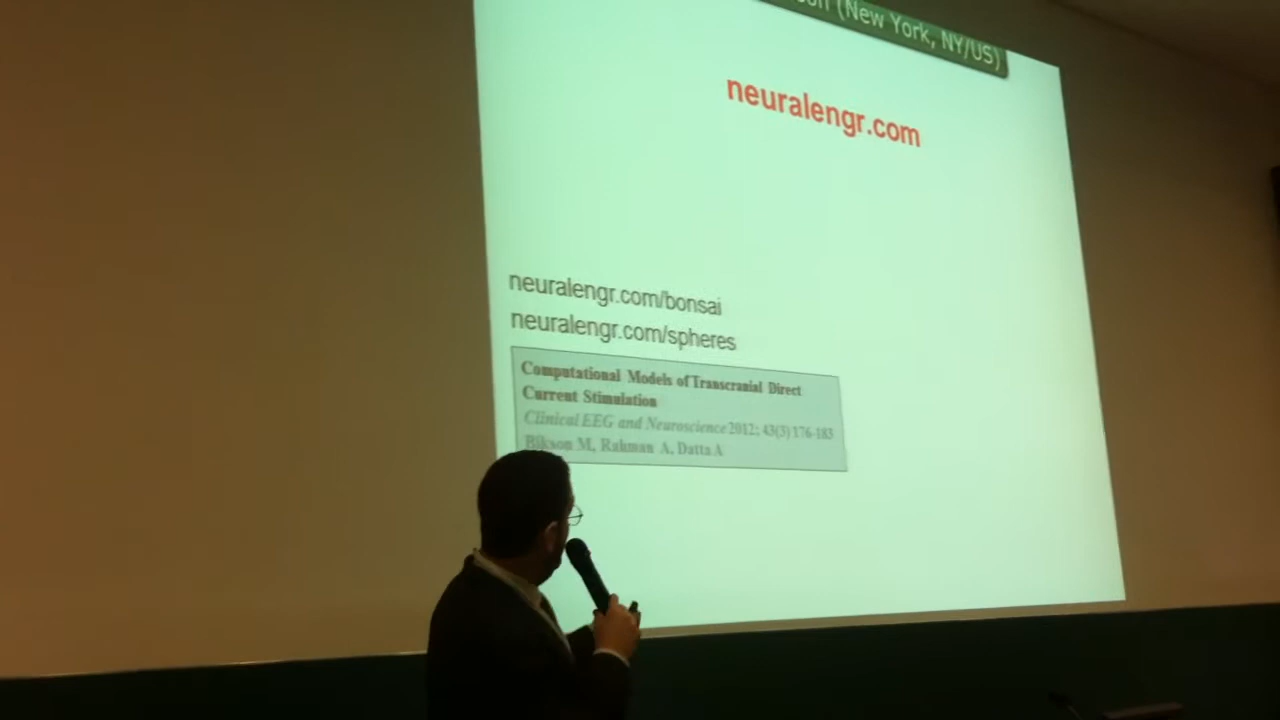 (New York, NY/US)
neuralengr.com
neuralengr.com/bonsai
neuralengr.com/spheres
Computational Models of Transcranial Direct
Current Stimulation
Clinical EEG and Neuroscience 2012; 43(3) 176-183
Bikson M, Rahman A, Datta A